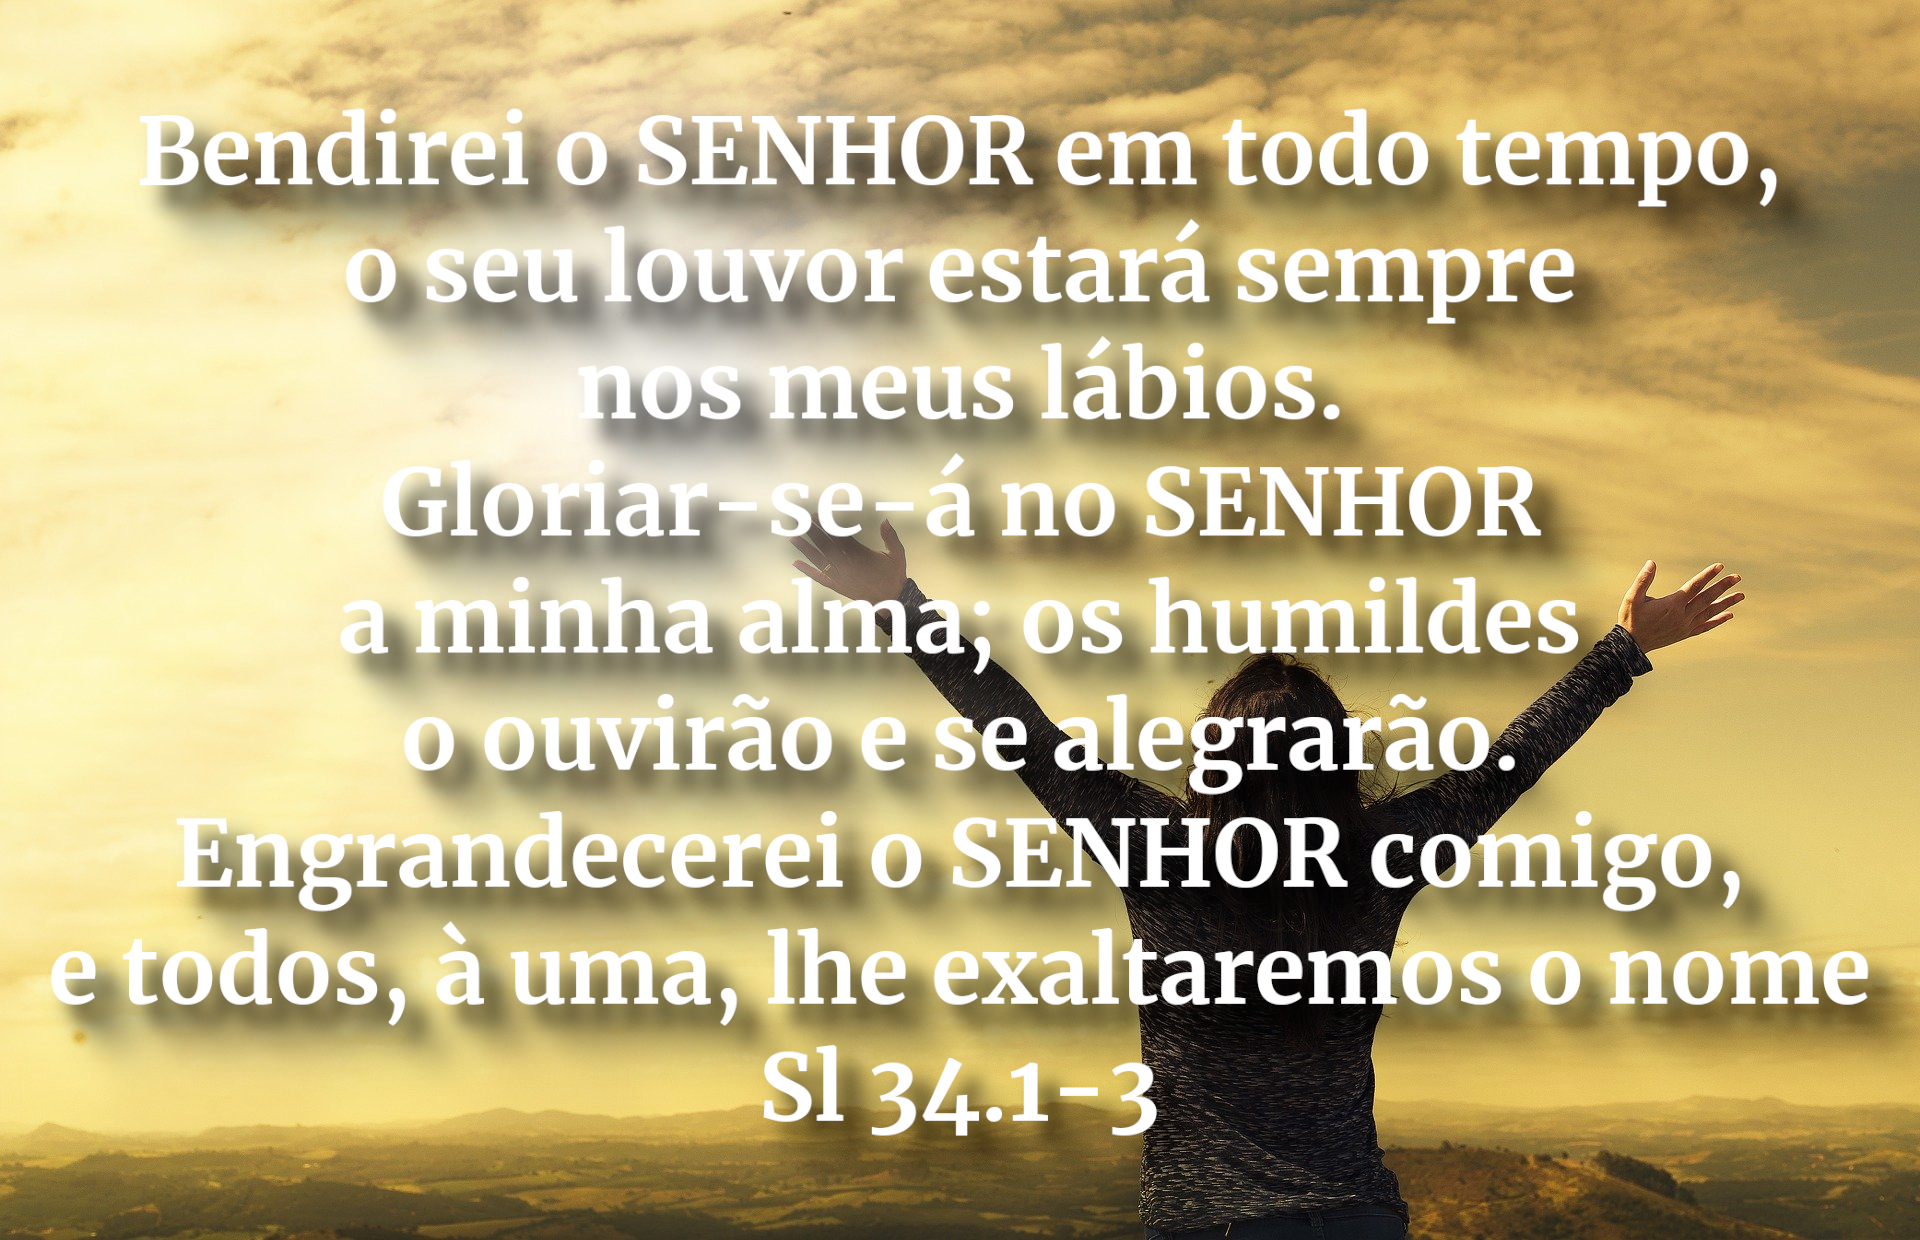 Bendirei o SENHOR em todo tempo,
o seu louvor estará sempre
nos meus lábios.
Gloriar-se-á no SENHOR
a minha alma; os humildes
o ouvirão e se alegrarão.
Engrandecerei o SENHOR comigo,
e todos, à uma, lhe exaltaremos o nome
Sl 34.1-3